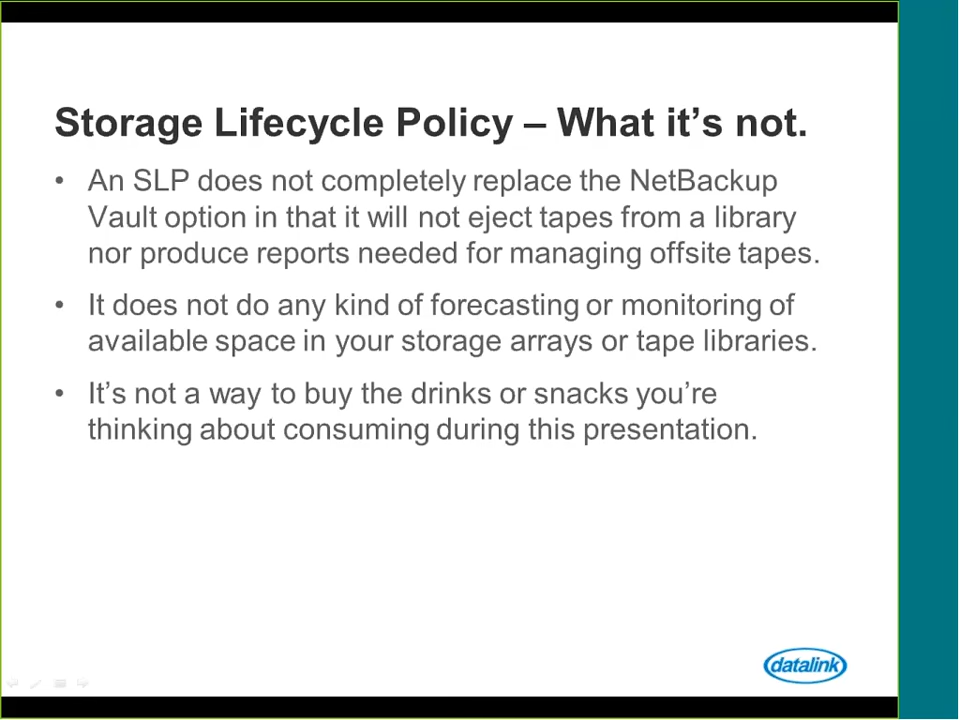 Storage Lifecycle Policy – What it’s not.
• An SLP does not completely replace the NetBackup
Vault option in that it will not eject tapes from a library
nor produce reports needed for managing offsite tapes.
• It does not do any kind of forecasting or monitoring of
available space in your storage arrays or tape libraries.
• It’s not a way to buy the drinks or snacks you’re
thinking about consuming during this presentation.
datalink